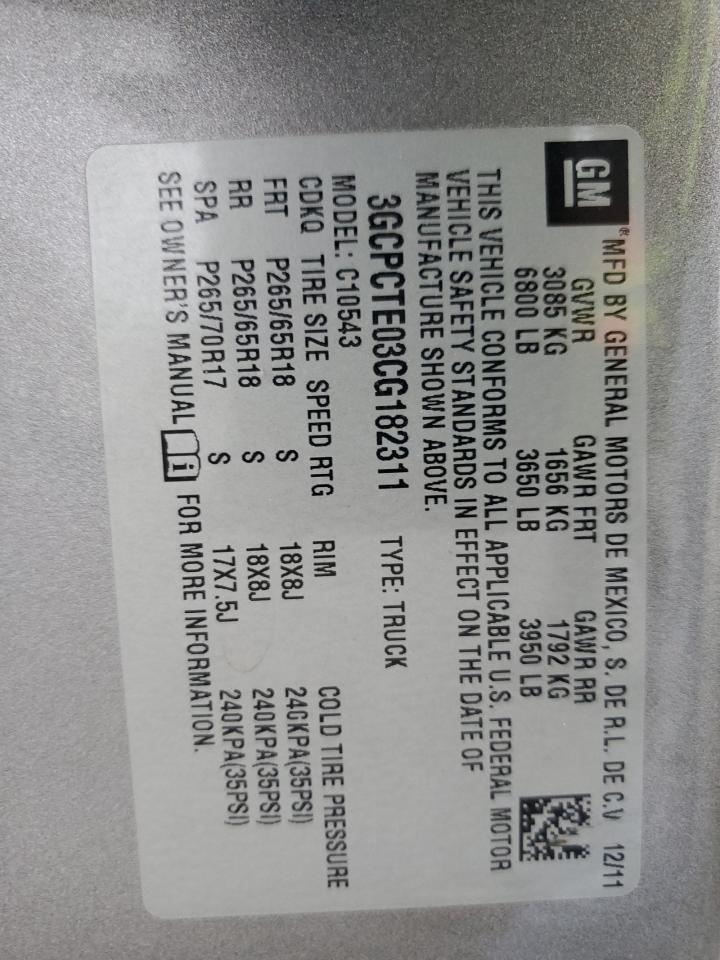 GM
® MFD BY GENERAL MOTORS DE MEXICO, S. DE R.L. DE C.V 12/11
GVWR GAWR FRT GAWR RR
3085 KG 1656 KG 1792 KG
6800 LB 3650 LB 3950 LB
THIS VEHICLE CONFORMS TO ALL APPLICABLE U.S. FEDERAL MOTOR
VEHICLE SAFETY STANDARDS IN EFFECT ON THE DATE OF
MANUFACTURE SHOWN ABOVE.
3GCPCTE03CG182311 TYPE: TRUCK
MODEL: C10543
CDKQ TIRE SIZE SPEED RTG RIM COLD TIRE PRESSURE
FRT P265/65R18 S 18X8J 240KPA(35PSI)
RR P265/65R18 S 18X8J 240KPA(35PSI)
SPA P265/70R17 S 17X7.5J 240KPA(35PSI)
SEE OWNER'S MANUAL i FOR MORE INFORMATION.